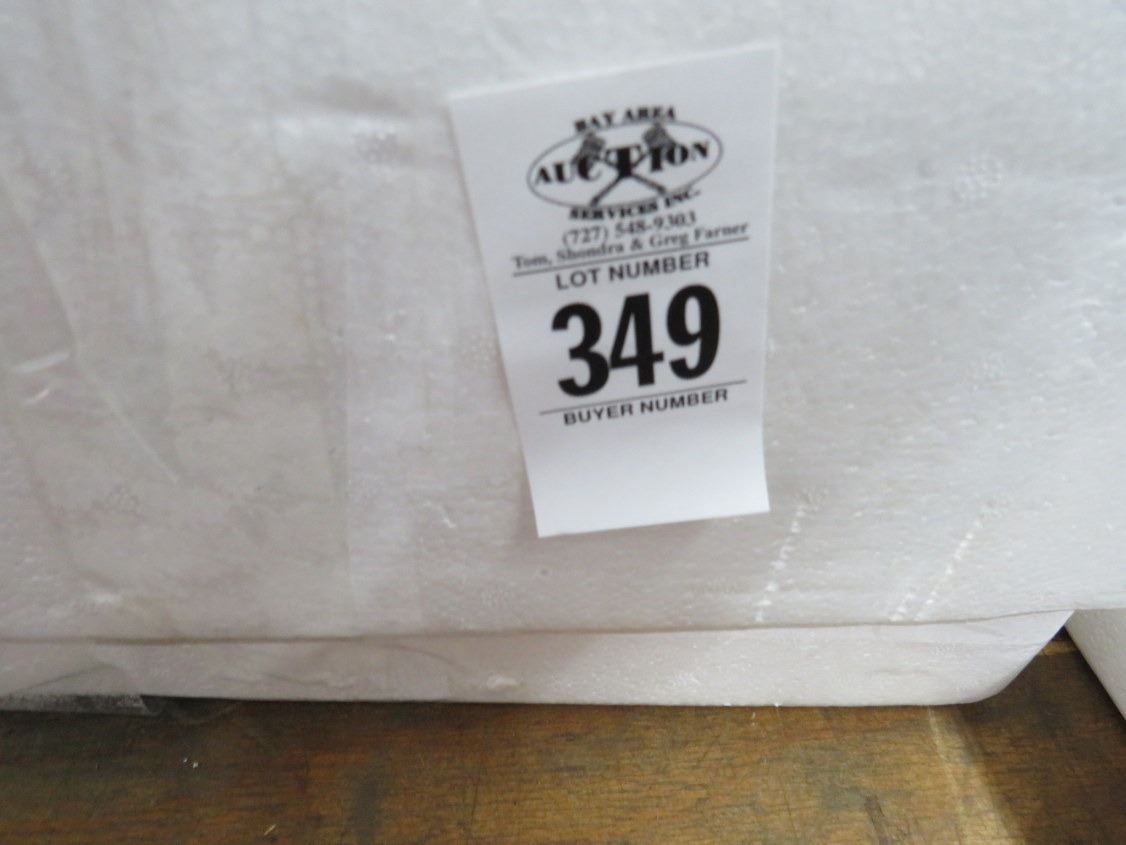 BAY AREA
AUCTION
SERVICES INC.
(727) 548-9303
Tom, Shondra & Greg Farner
LOT NUMBER
349
BUYER NUMBER